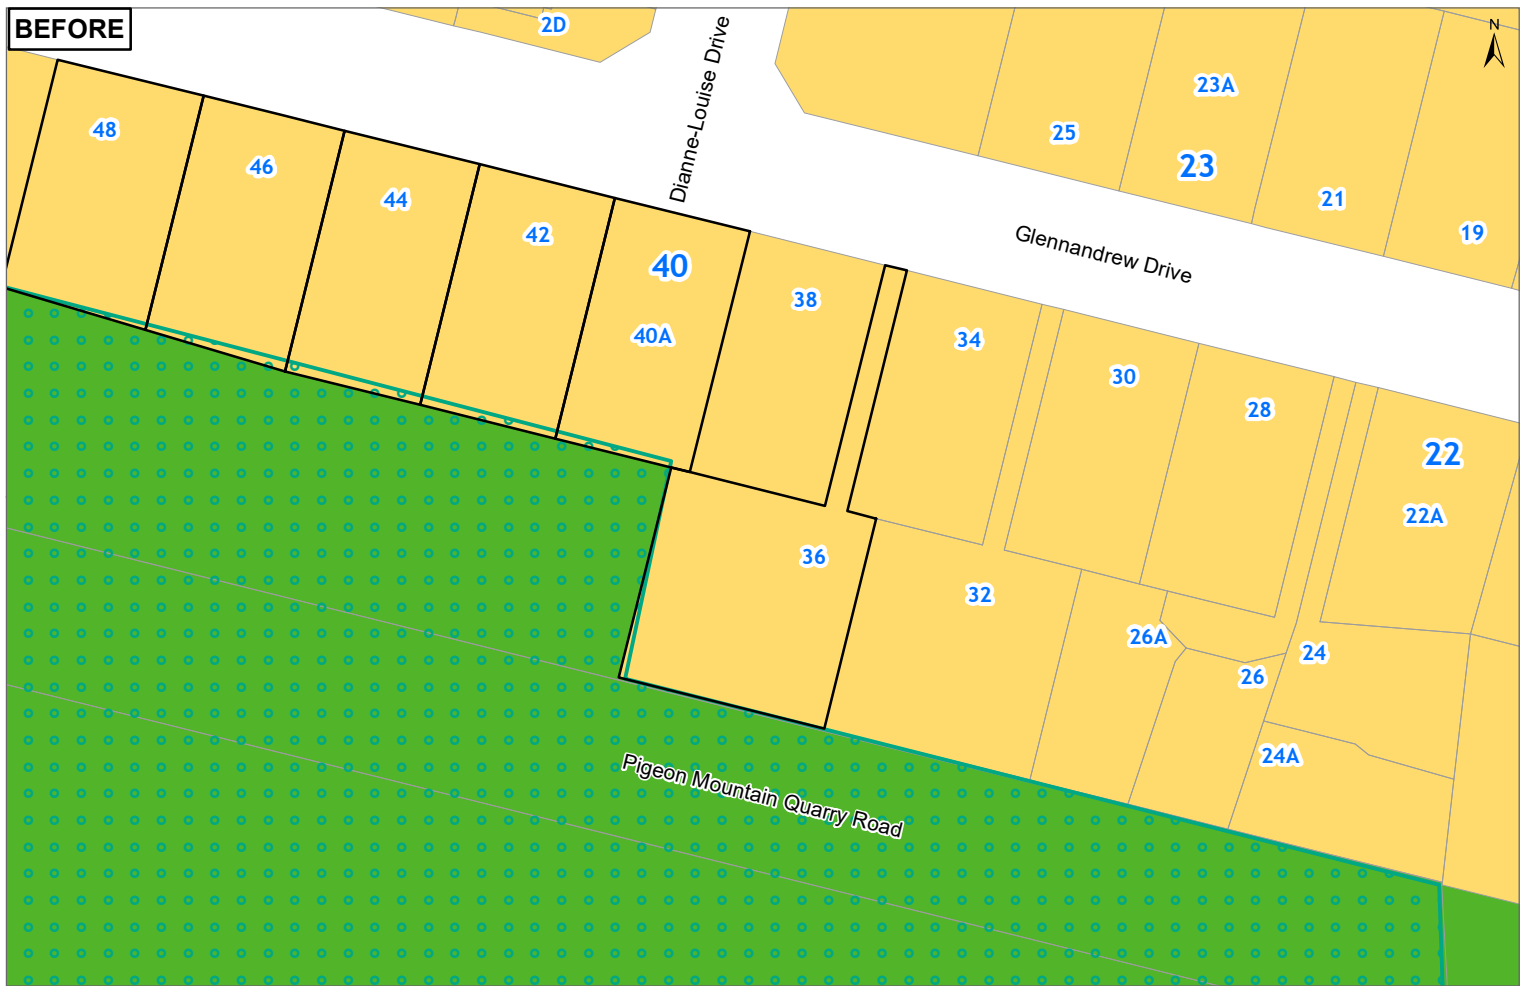 BEFORE
2D
N
Dianne-Louise Drive
23A
48
25
46
23
44
21
42
19
Glennandrew Drive
40
38
40A
34
30
28
22
22A
36
32
26A
24
26
24A
Pigeon Mountain Quarry Road